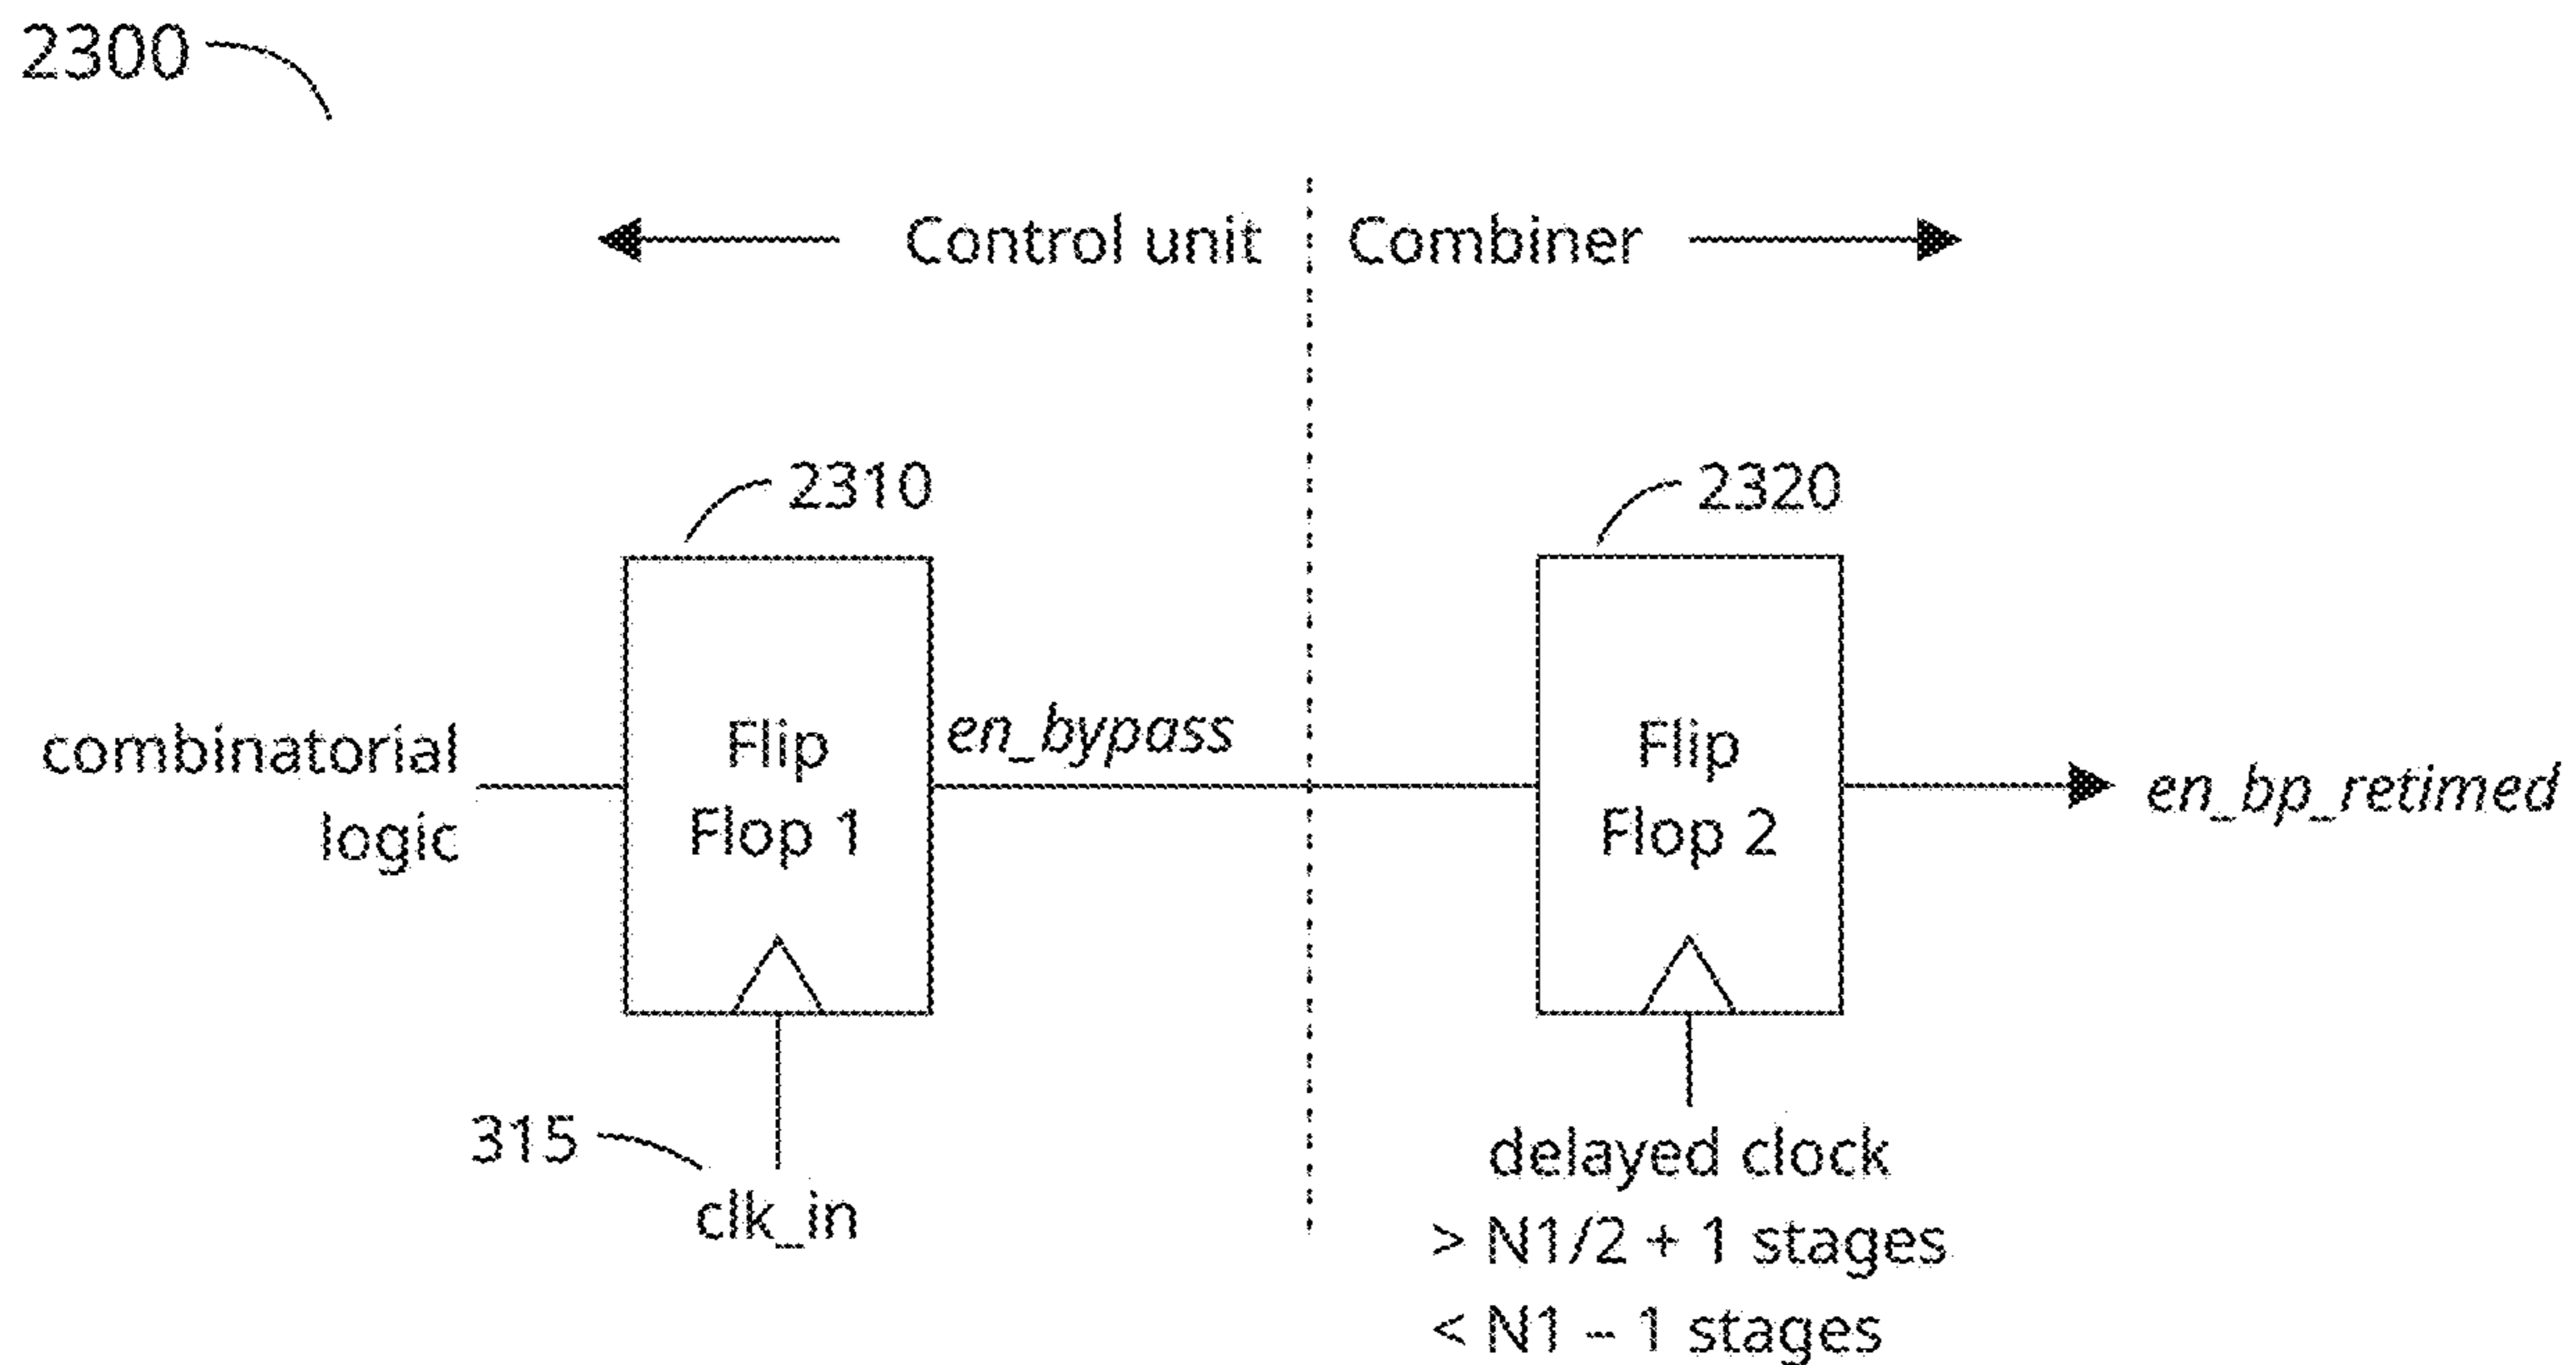 2300
Control unit
Combiner
2310
2320
combinatorial
logic
Flip
Flop 1
en_bypass
Flip
Flop 2
en_bp_retimed
315
clk_in
delayed clock
> N1/2 + 1 stages
< N1 – 1 stages